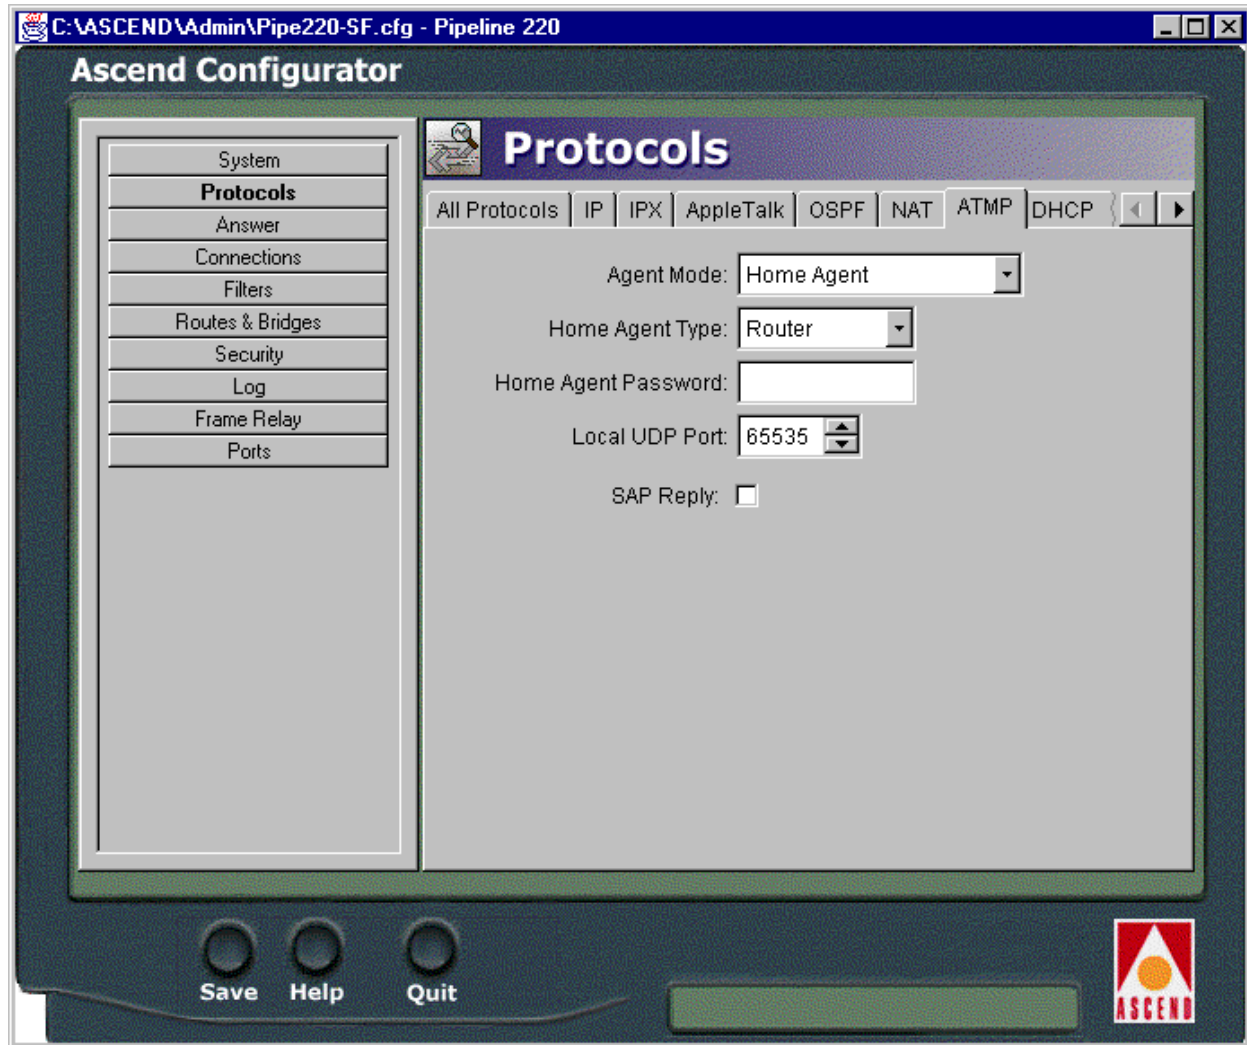 C:\ASCEND\Admin\Pipe220-SF.cfg - Pipeline 220
Ascend Configurator
System
Protocols
Answer
Connections
Filters
Routes & Bridges
Security
Log
Frame Relay
Ports
Protocols
All Protocols IP IPX AppleTalk OSPF NAT ATMP DHCP
Agent Mode: Home Agent
Home Agent Type: Router
Home Agent Password:
Local UDP Port: 65535
SAP Reply:
Save Help Quit
ASCEND